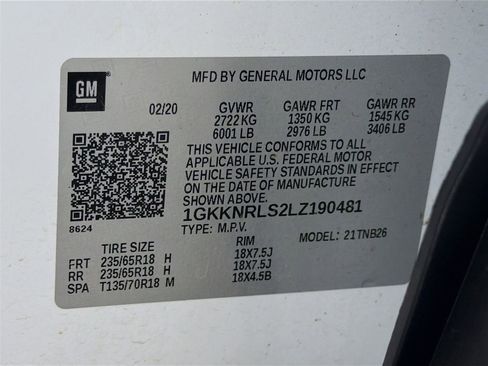 GM
MFD BY GENERAL MOTORS LLC
02/20 GVWR GAWR FRT GAWR RR
2722 KG 1350 KG 1545 KG
6001 LB 2976 LB 3406 LB
THIS VEHICLE CONFORMS TO ALL
APPLICABLE U.S. FEDERAL MOTOR
VEHICLE SAFETY STANDARDS IN EFFECT
ON THE DATE OF MANUFACTURE
SHOWN ABOVE.
1GKKNRLS2LZ190481
8624 TYPE: M.P.V. MODEL: 21TNB26
TIRE SIZE RIM
FRT 235/65R18 H 18X7.5J
RR 235/65R18 H 18X7.5J
SPA T135/70R18 M 18X4.5B